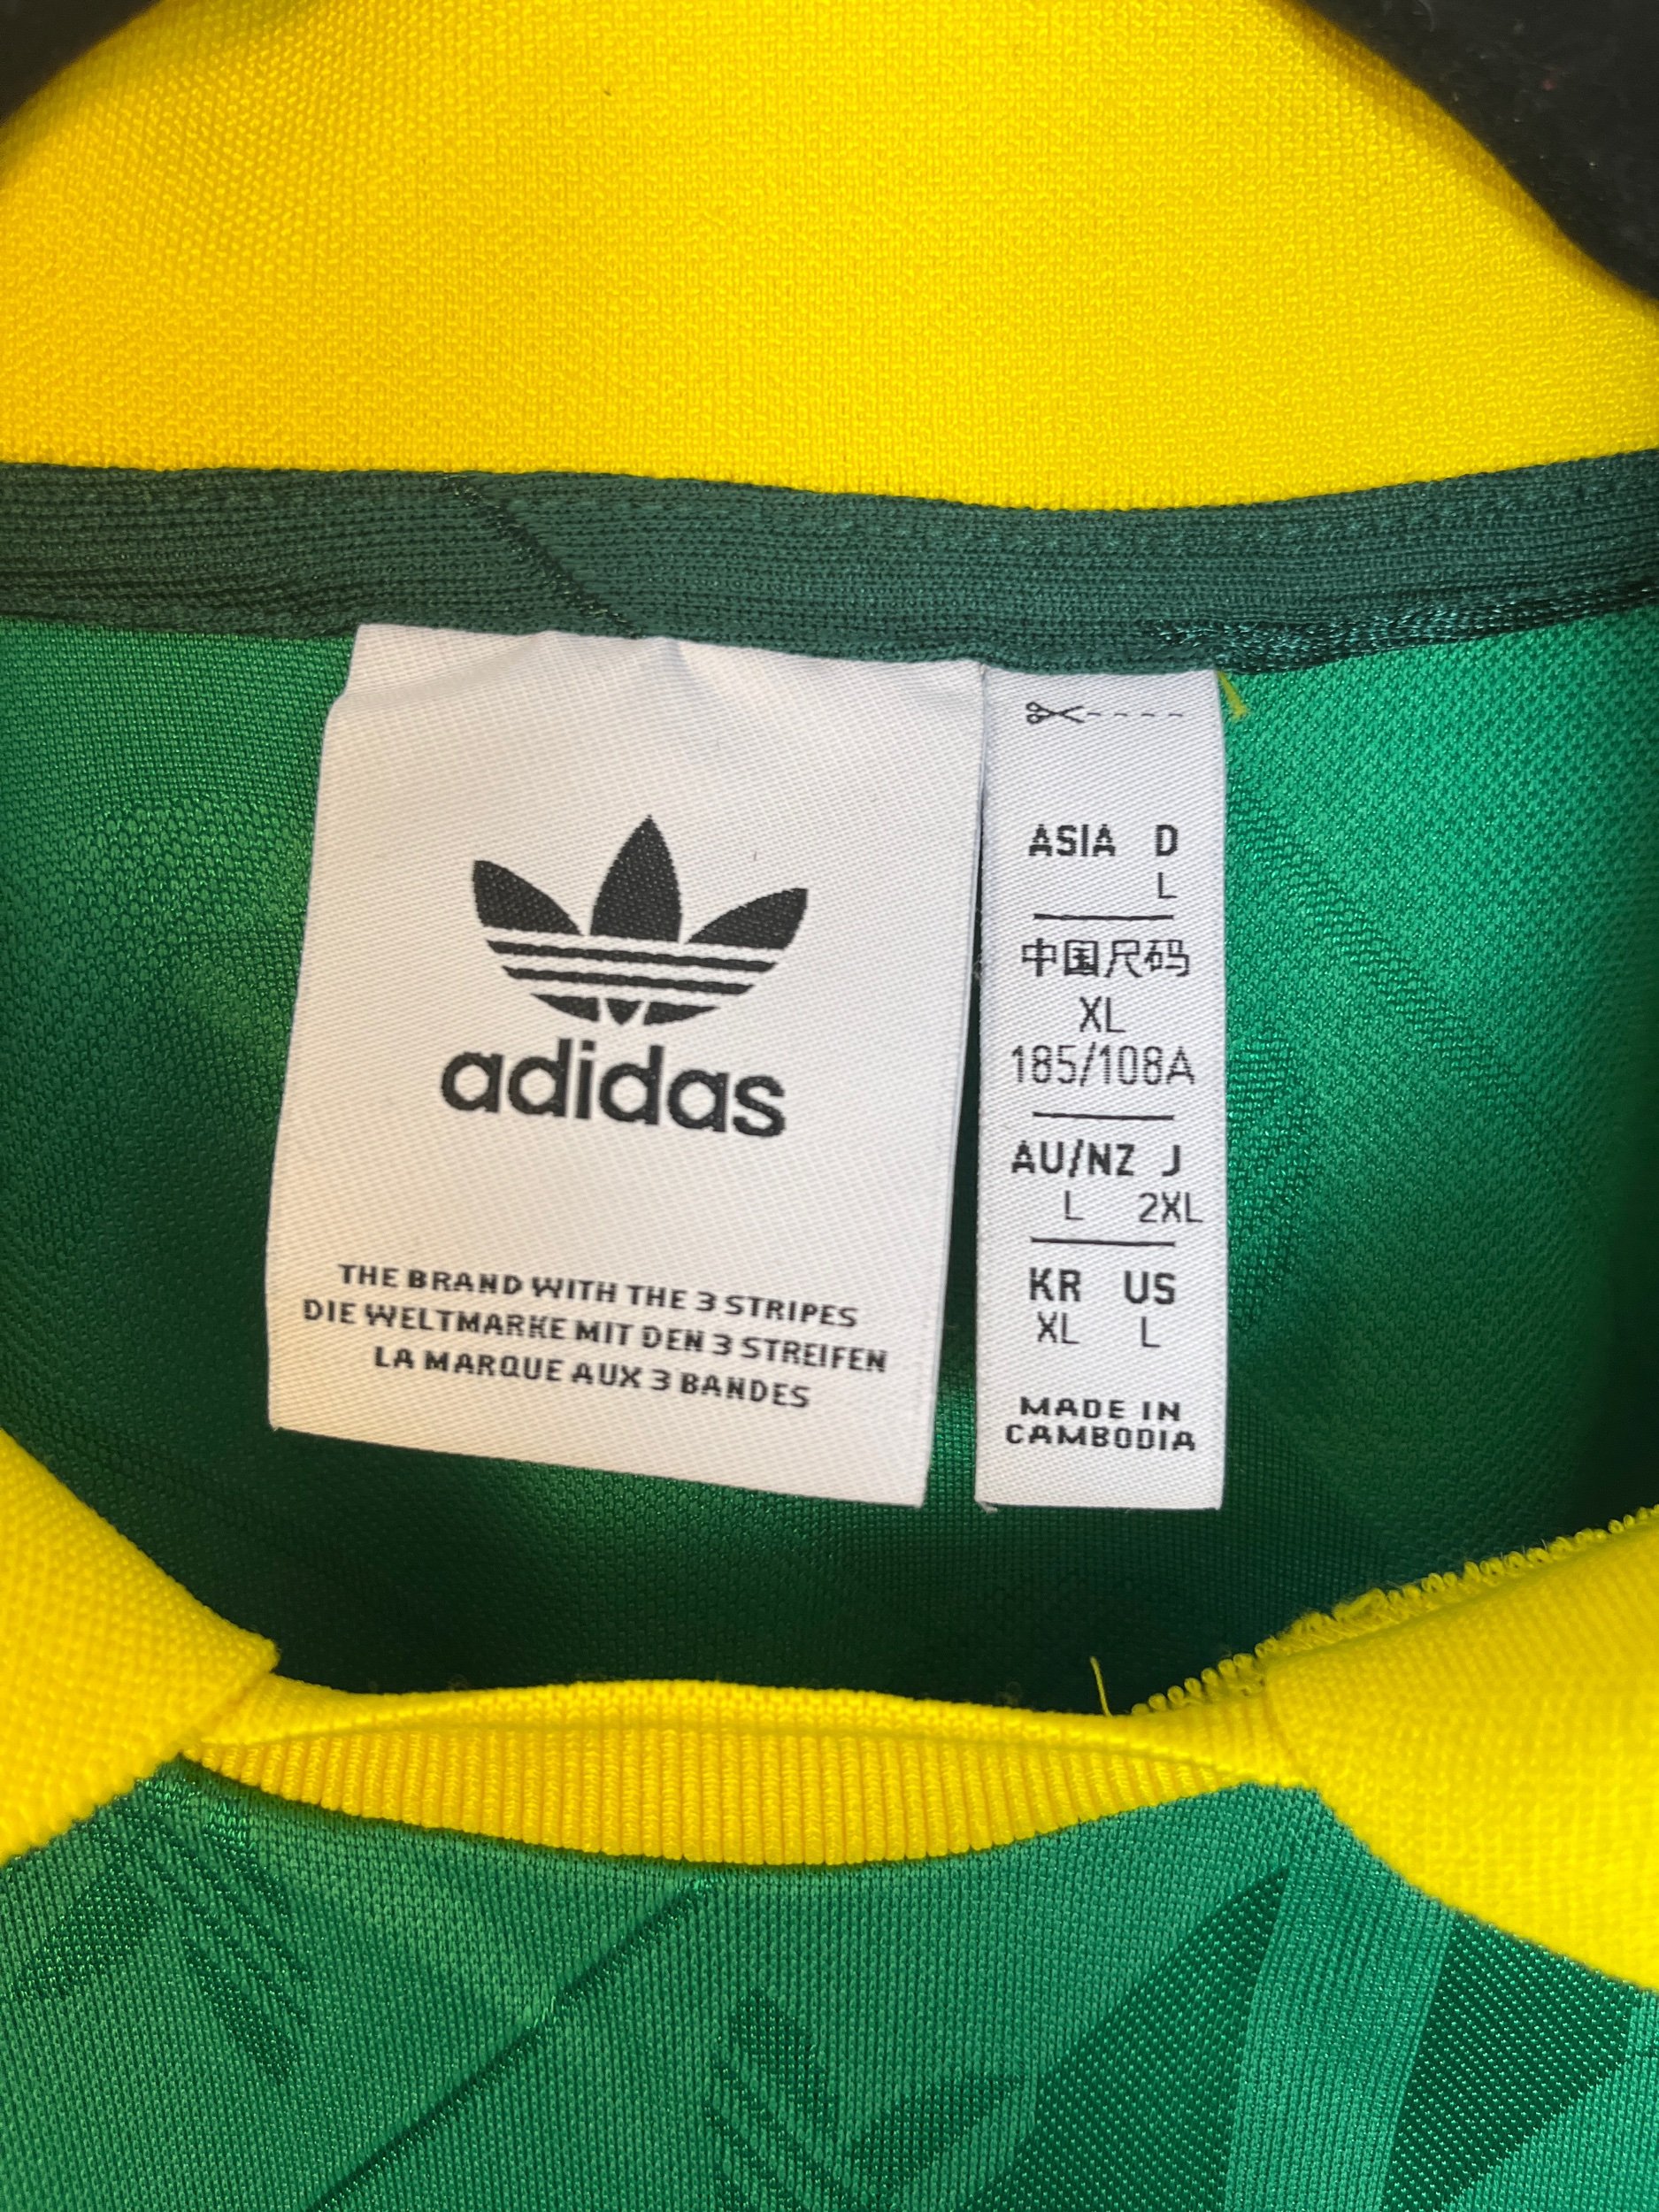 adidas
THE BRAND WITH THE 3 STRIPES
DIE WELTMARKE MIT DEN 3 STREIFEN
LA MARQUE AUX 3 BANDES
ASIA D
L
中国尺码
XL
185/108A
AU/NZ J
L 2XL
KR US
XL L
MADE IN
CAMBODIA